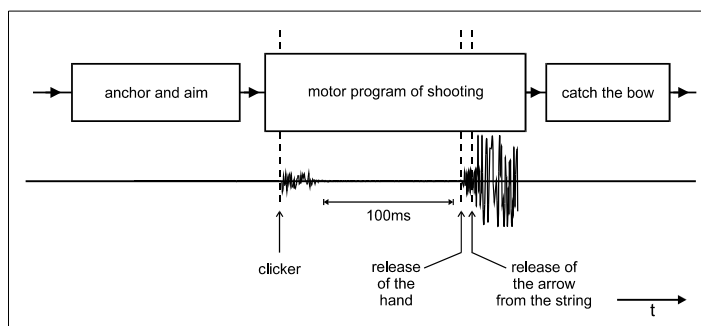 anchor and aim
motor program of shooting
catch the bow
100ms
clicker
release
of the
hand
release of
the arrow
from the string
t